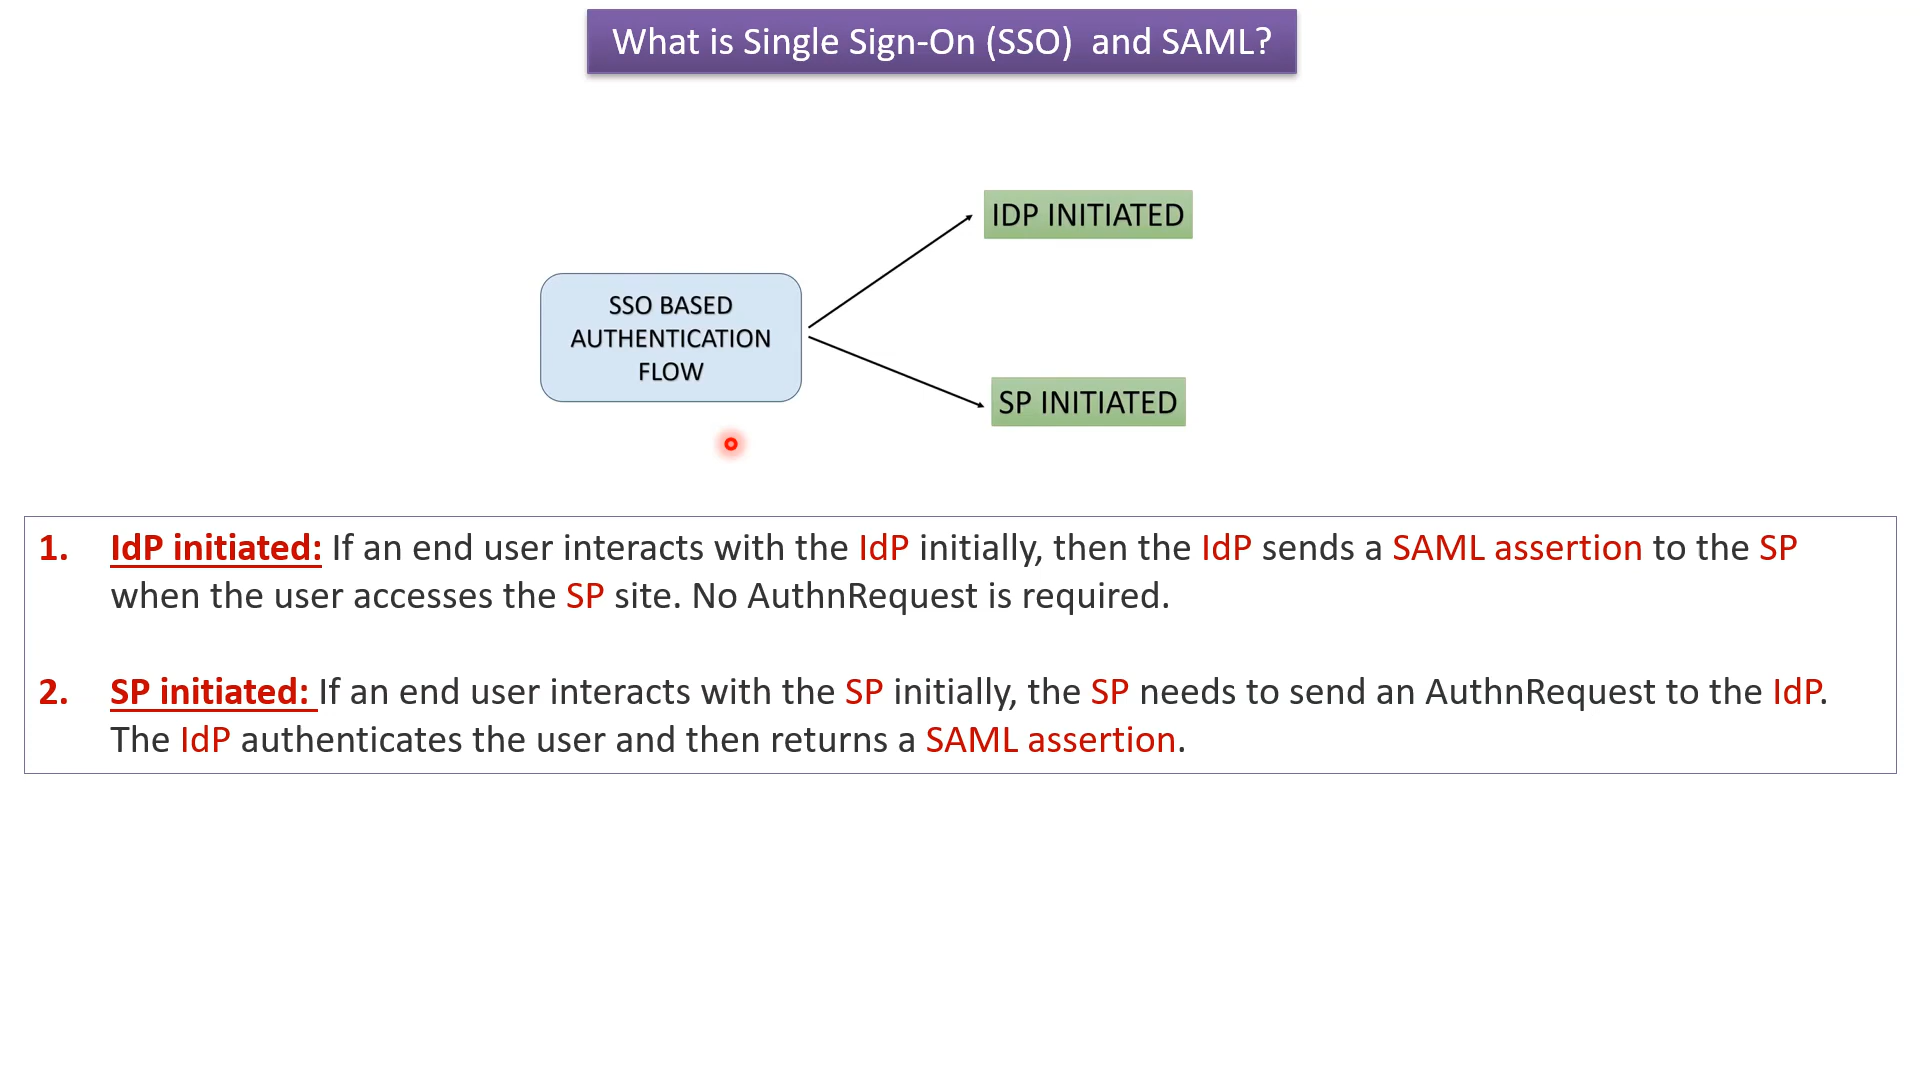 What is Single Sign-On (SSO)  and SAML?
IDP INITIATED
SSO BASED
AUTHENTICATION
FLOW
SP INITIATED
1. IdP initiated: If an end user interacts with the IdP initially, then the IdP sends a SAML assertion to the SP
when the user accesses the SP site. No AuthnRequest is required.
2. SP initiated: If an end user interacts with the SP initially, the SP needs to send an AuthnRequest to the IdP.
The IdP authenticates the user and then returns a SAML assertion.